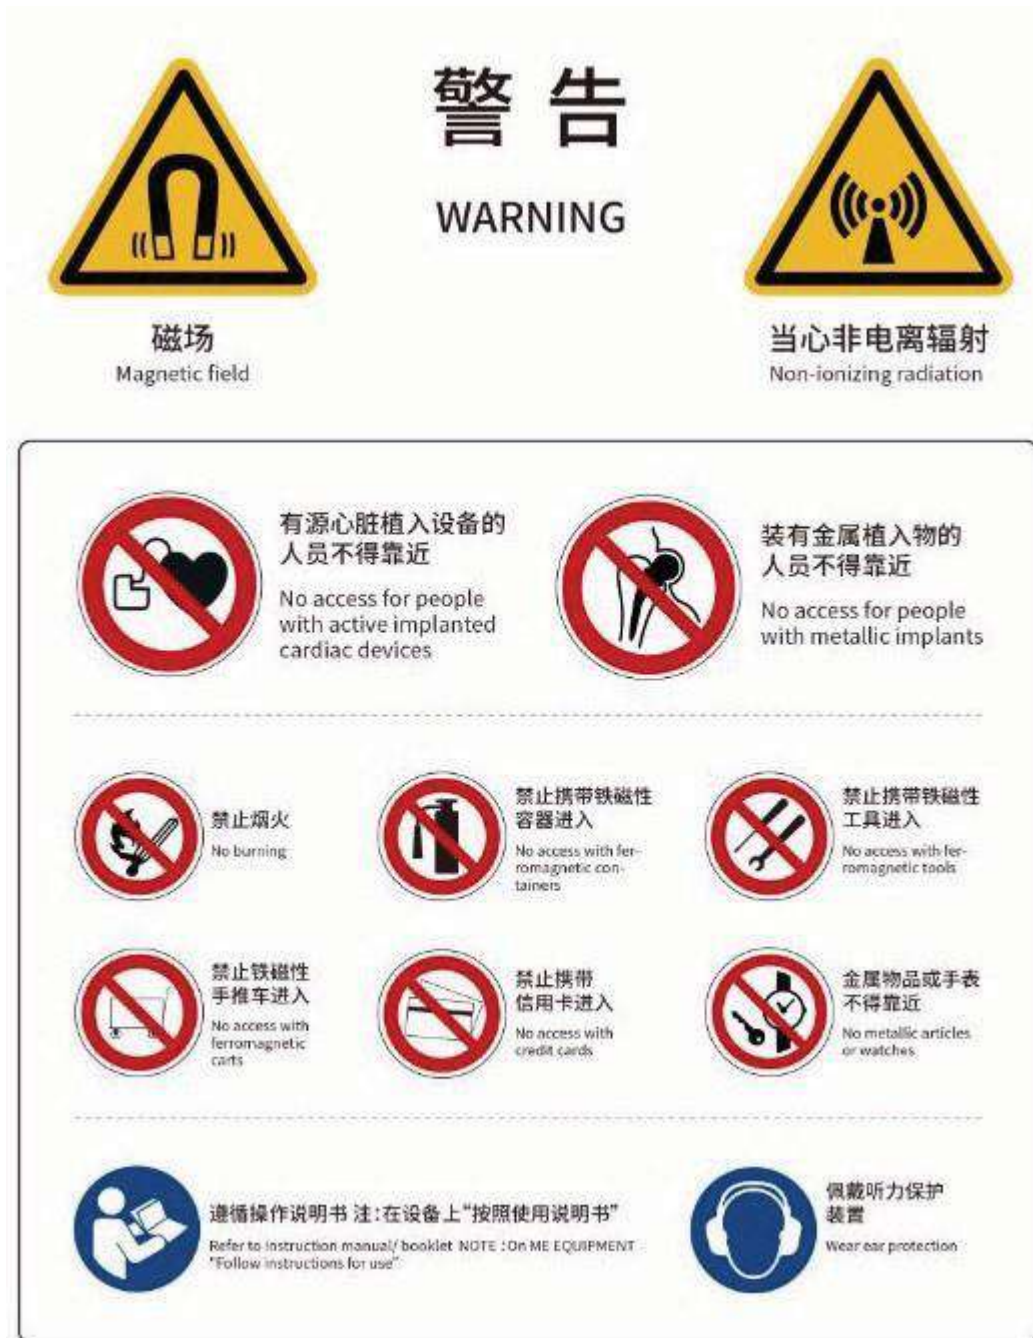 警告
WARNING
磁场
Magnetic field
当心非电离辐射
Non-ionizing radiation
有源心脏植入设备的
人员不得靠近
No access for people
with active implanted
cardiac devices
装有金属植入物的
人员不得靠近
No access for people
with metallic implants
禁止烟火
No burning
禁止携带铁磁性
容器进入
No access with fer-
romagnetic con-
tainers
禁止携带铁磁性
工具进入
No access with fer-
romagnetic tools
禁止铁磁性
手推车进入
No access with
ferromagnetic
carts
禁止携带
信用卡进入
No access with
credit cards
金属物品或手表
不得靠近
No metallic articles
or watches
遵循操作说明书 注:在设备上“按照使用说明书”
Refer to instruction manual/ booklet NOTE :On ME EQUIPMENT
"Follow instructions for use"
佩戴听力保护
装置
Wear ear protection